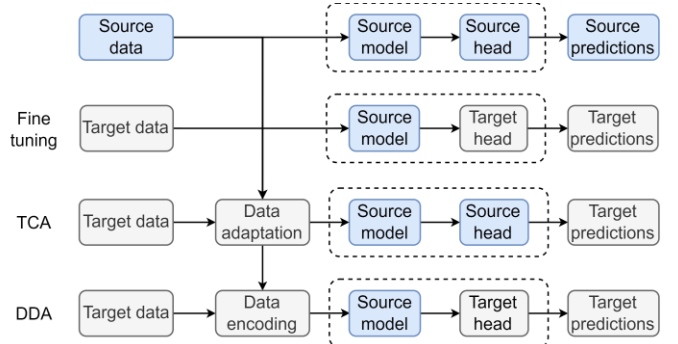 Source
data
Source
model
Source
head
Source
predictions
Fine
tuning
Target data
Source
model
Target
head
Target
predictions
TCA
Target data
Data
adaptation
Source
model
Source
head
Target
predictions
DDA
Target data
Data
encoding
Source
model
Target
head
Target
predictions